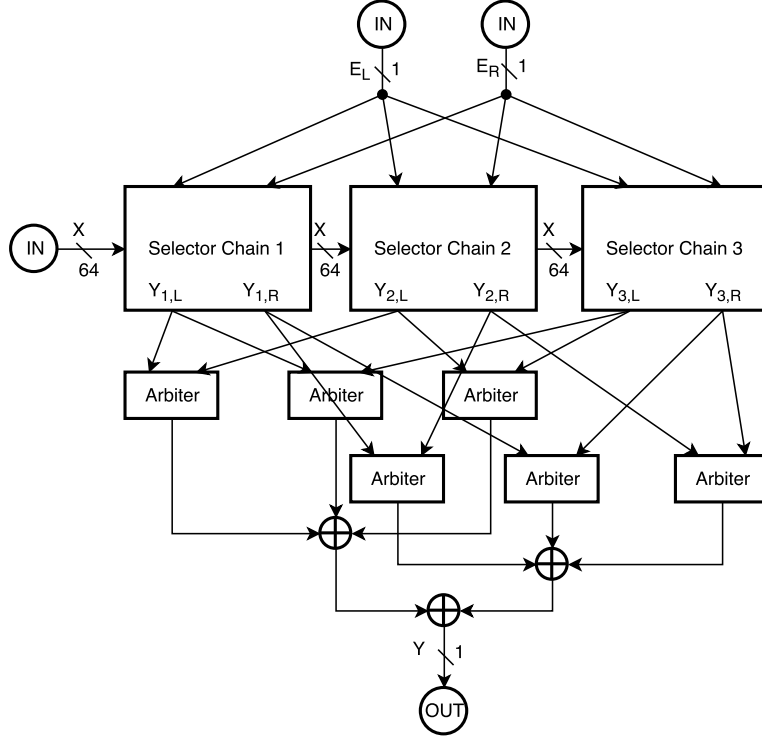 IN IN
E_L 1 E_R 1
X X X
IN Selector Chain 1 Selector Chain 2 Selector Chain 3
64 64 64
Y_1,L Y_1,R Y_2,L Y_2,R Y_3,L Y_3,R
Arbiter Arbiter Arbiter
Arbiter Arbiter Arbiter
Y 1
OUT